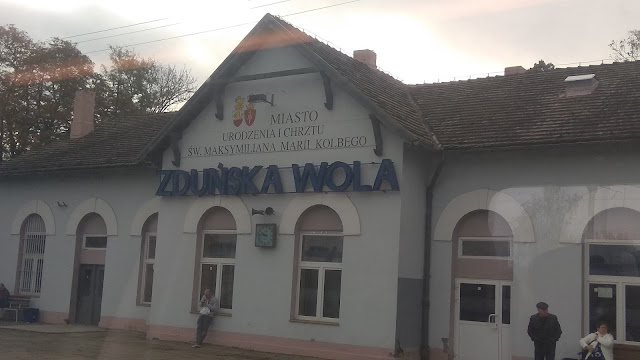 MIASTO
URODZENIA I CHRZTU
ŚW. MAKSYMILIANA MARII KOLBEGO
ZDUŃSKA WOLA